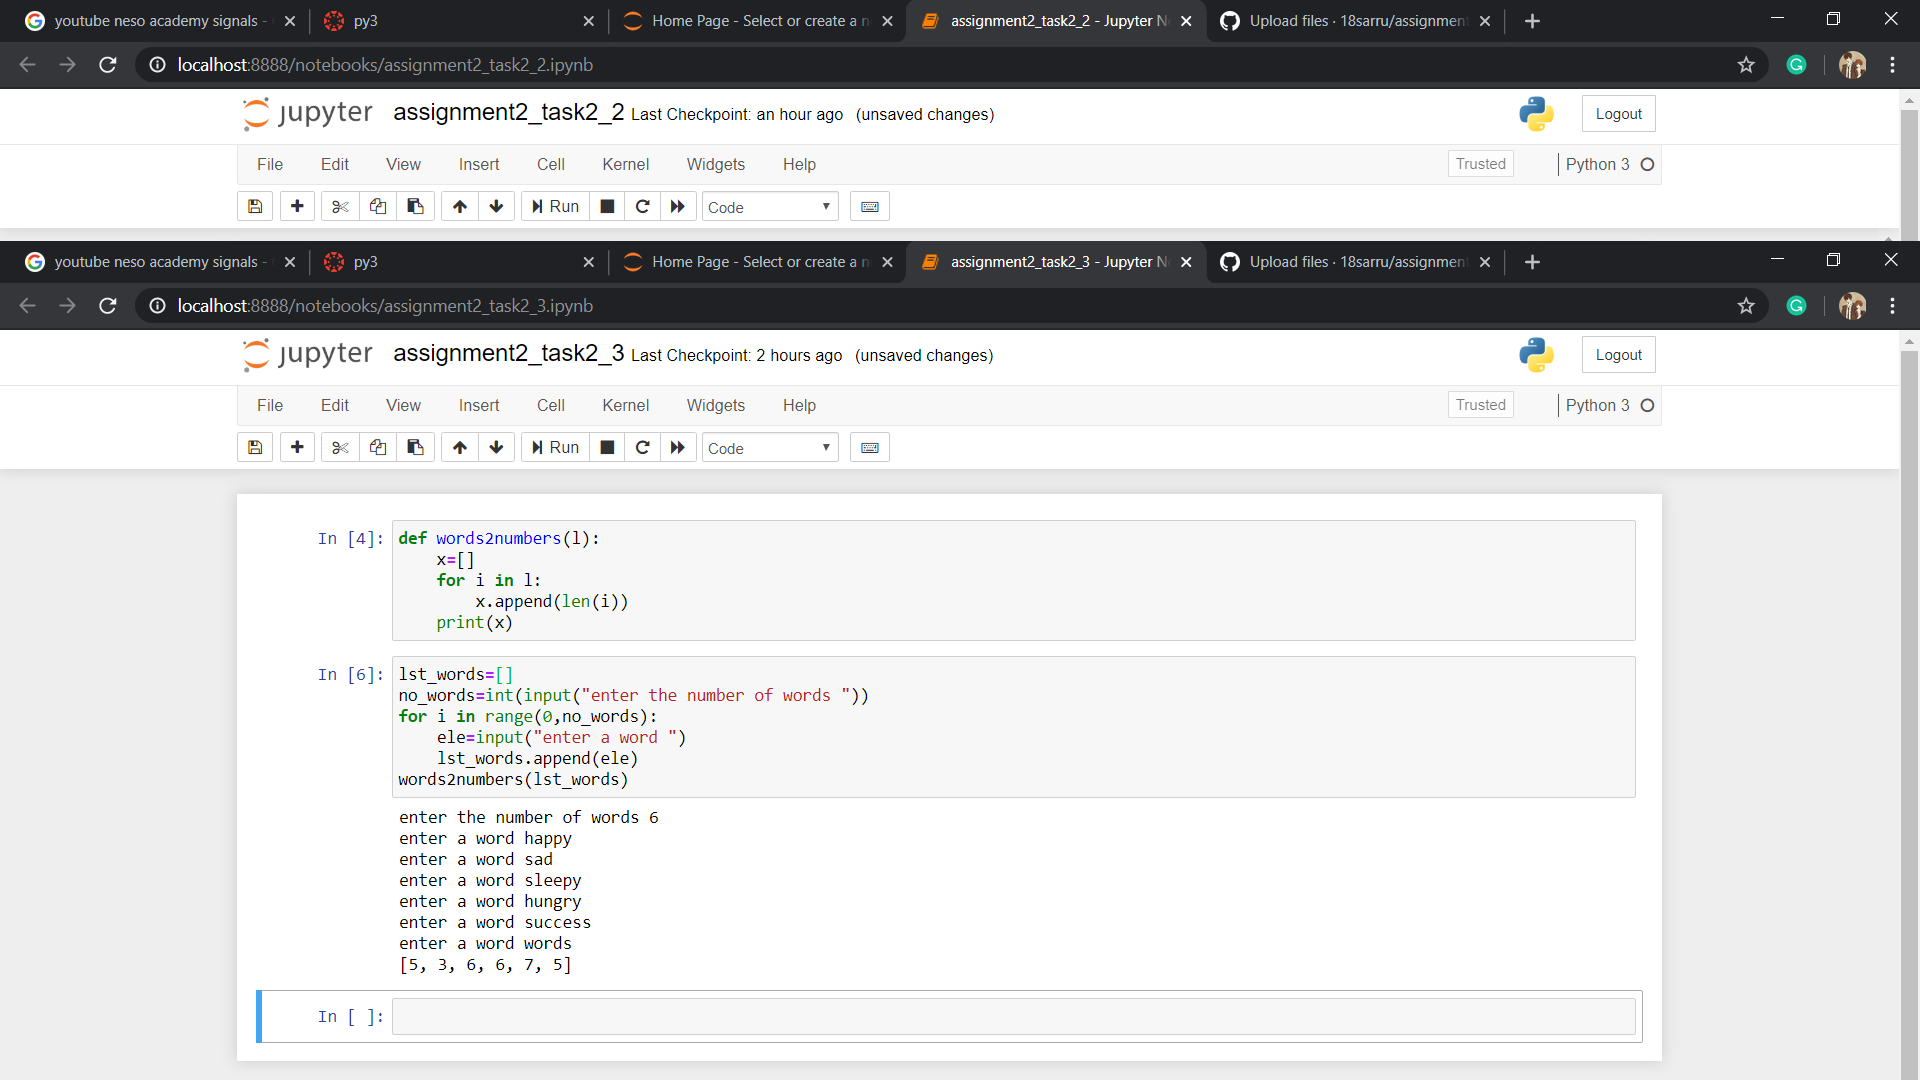 youtube neso academy signals -
py3
Home Page - Select or create a n
assignment2_task2_2 - Jupyter N
Upload files · 18sarru/assignment
localhost:8888/notebooks/assignment2_task2_2.ipynb
jupyter assignment2_task2_2 Last Checkpoint: an hour ago (unsaved changes)
Logout
File Edit View Insert Cell Kernel Widgets Help
Trusted
Python 3
Run
Code
youtube neso academy signals -
py3
Home Page - Select or create a n
assignment2_task2_3 - Jupyter N
Upload files · 18sarru/assignment
localhost:8888/notebooks/assignment2_task2_3.ipynb
jupyter assignment2_task2_3 Last Checkpoint: 2 hours ago (unsaved changes)
Logout
File Edit View Insert Cell Kernel Widgets Help
Trusted
Python 3
Run
Code
In [4]: def words2numbers(l):
    x=[]
    for i in l:
        x.append(len(i))
    print(x)
In [6]: lst_words=[]
no_words=int(input("enter the number of words "))
for i in range(0,no_words):
    ele=input("enter a word ")
    lst_words.append(ele)
words2numbers(lst_words)
enter the number of words 6
enter a word happy
enter a word sad
enter a word sleepy
enter a word hungry
enter a word success
enter a word words
[5, 3, 6, 6, 7, 5]
In [ ]: